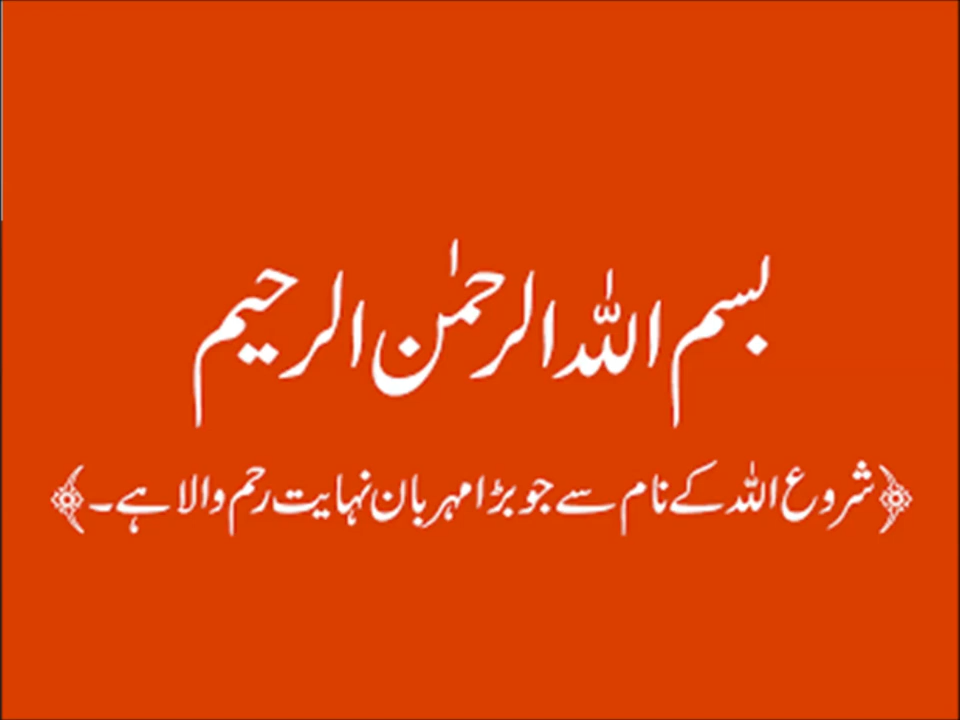 بسم اللہ الرحمٰن الرحیم
﴿شروع اللہ کے نام سے جو بڑا مہربان نہایت رحم والا ہے۔﴾